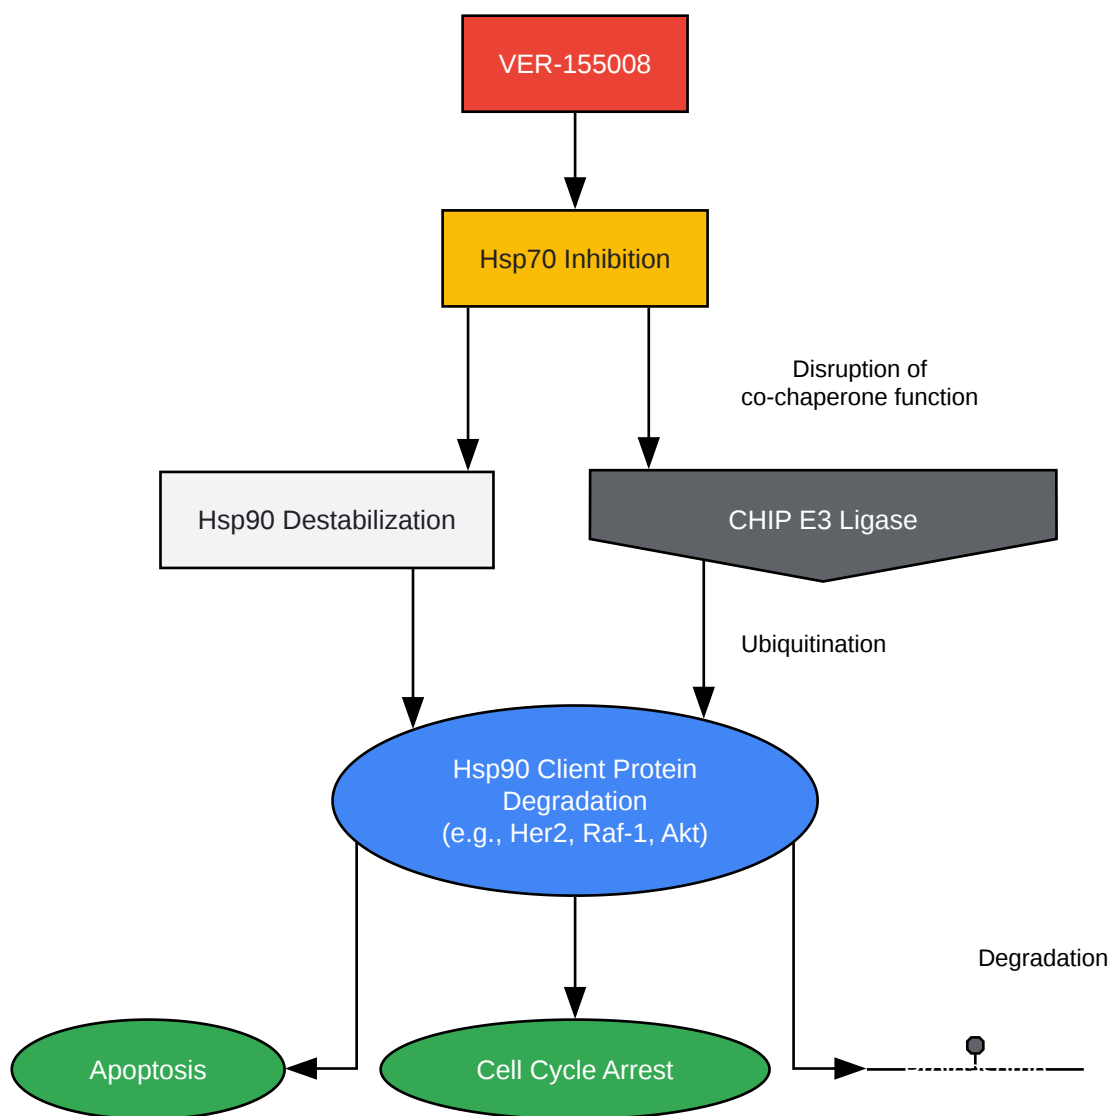 VER-155008
Hsp70 Inhibition
Disruption of
co-chaperone function
Hsp90 Destabilization
CHIP E3 Ligase
Ubiquitination
Hsp90 Client Protein
Degradation
(e.g., Her2, Raf-1, Akt)
Degradation
Apoptosis
Cell Cycle Arrest